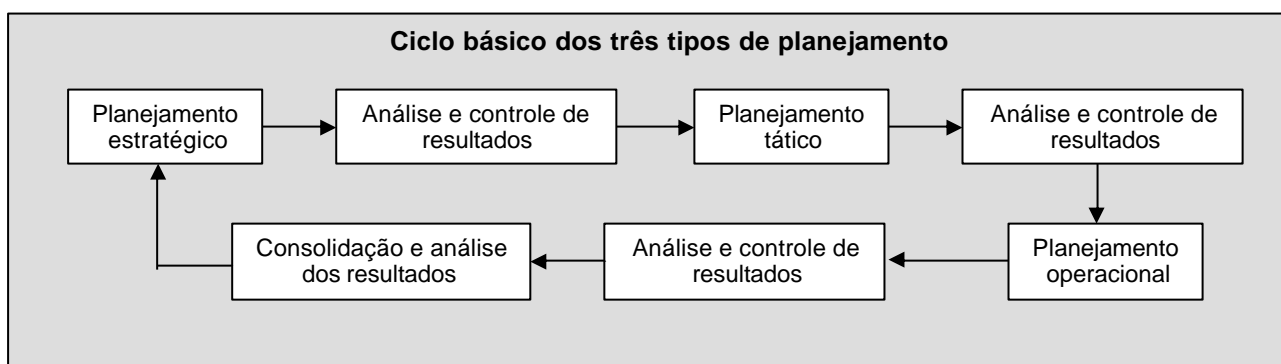 Ciclo básico dos três tipos de planejamento
Planejamento
estratégico
Análise e controle de
resultados
Planejamento
tático
Análise e controle de
resultados
Planejamento
operacional
Análise e controle de
resultados
Consolidação e análise
dos resultados